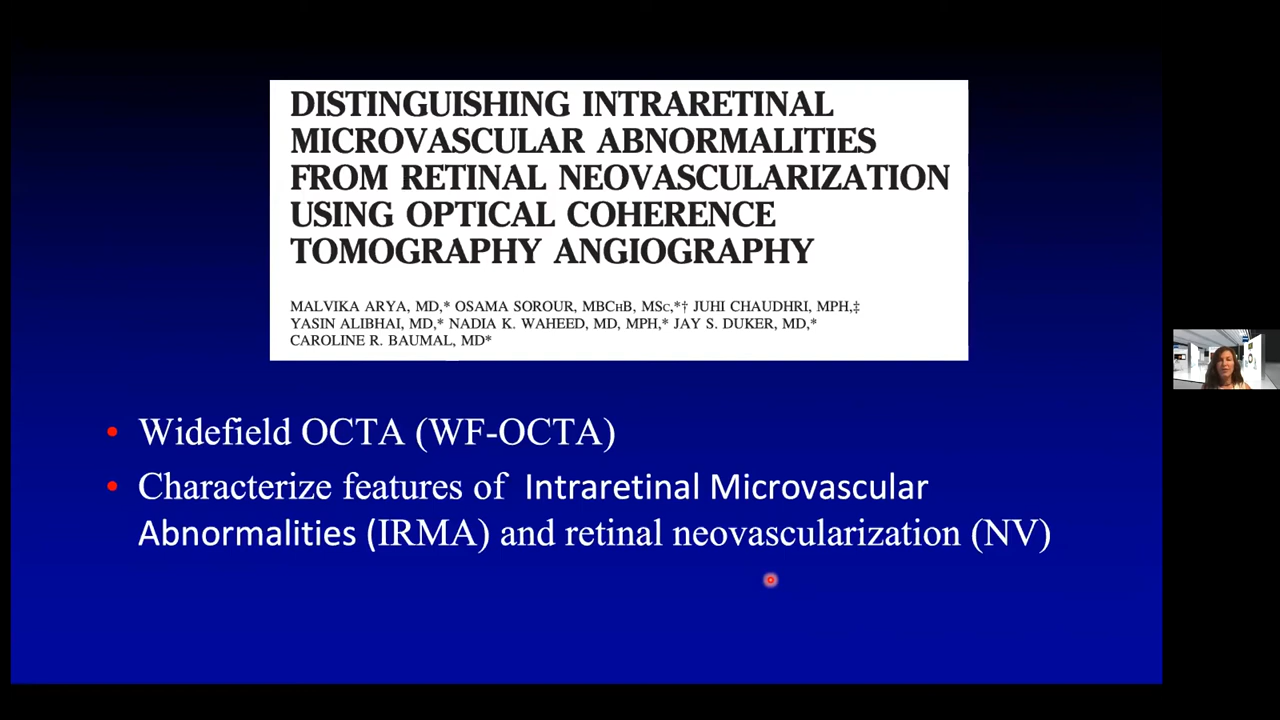 DISTINGUISHING INTRARETINAL
MICROVASCULAR ABNORMALITIES
FROM RETINAL NEOVASCULARIZATION
USING OPTICAL COHERENCE
TOMOGRAPHY ANGIOGRAPHY
MALVIKA ARYA, MD,* OSAMA SOROUR, MBCHB, MSC,*† JUHI CHAUDHRI, MPH,‡
YASIN ALIBHAI, MD,* NADIA K. WAHEED, MD, MPH,* JAY S. DUKER, MD,*
CAROLINE R. BAUMAL, MD*
• Widefield OCTA (WF-OCTA)
• Characterize features of Intraretinal Microvascular
Abnormalities (IRMA) and retinal neovascularization (NV)